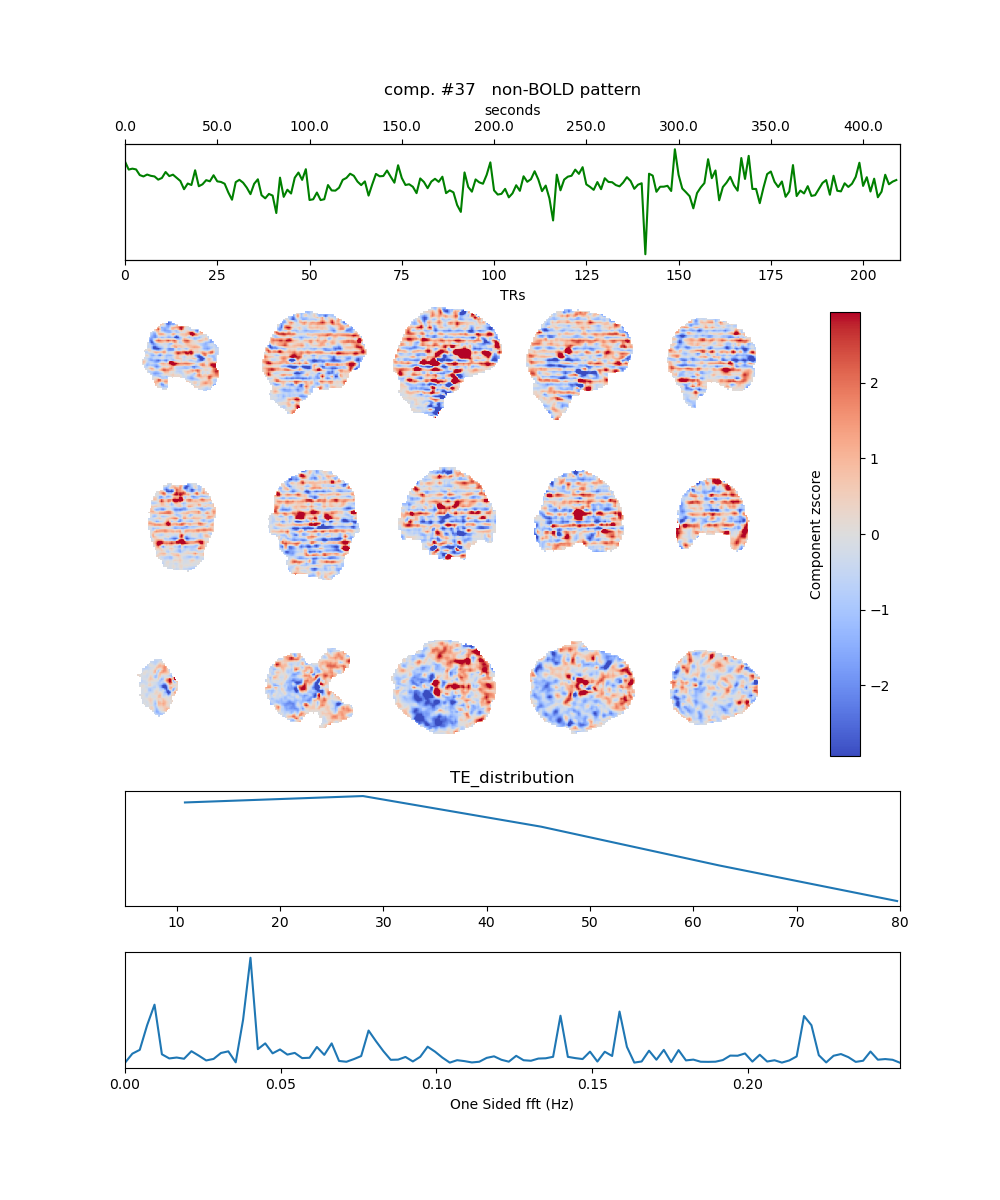 comp. #37   non-BOLD pattern
seconds
0.0 50.0 100.0 150.0 200.0 250.0 300.0 350.0 400.0
0 25 50 75 100 125 150 175 200
TRs
2
1
0
−1
−2
Component zscore
TE_distribution
10 20 30 40 50 60 70 80
0.00 0.05 0.10 0.15 0.20
One Sided fft (Hz)